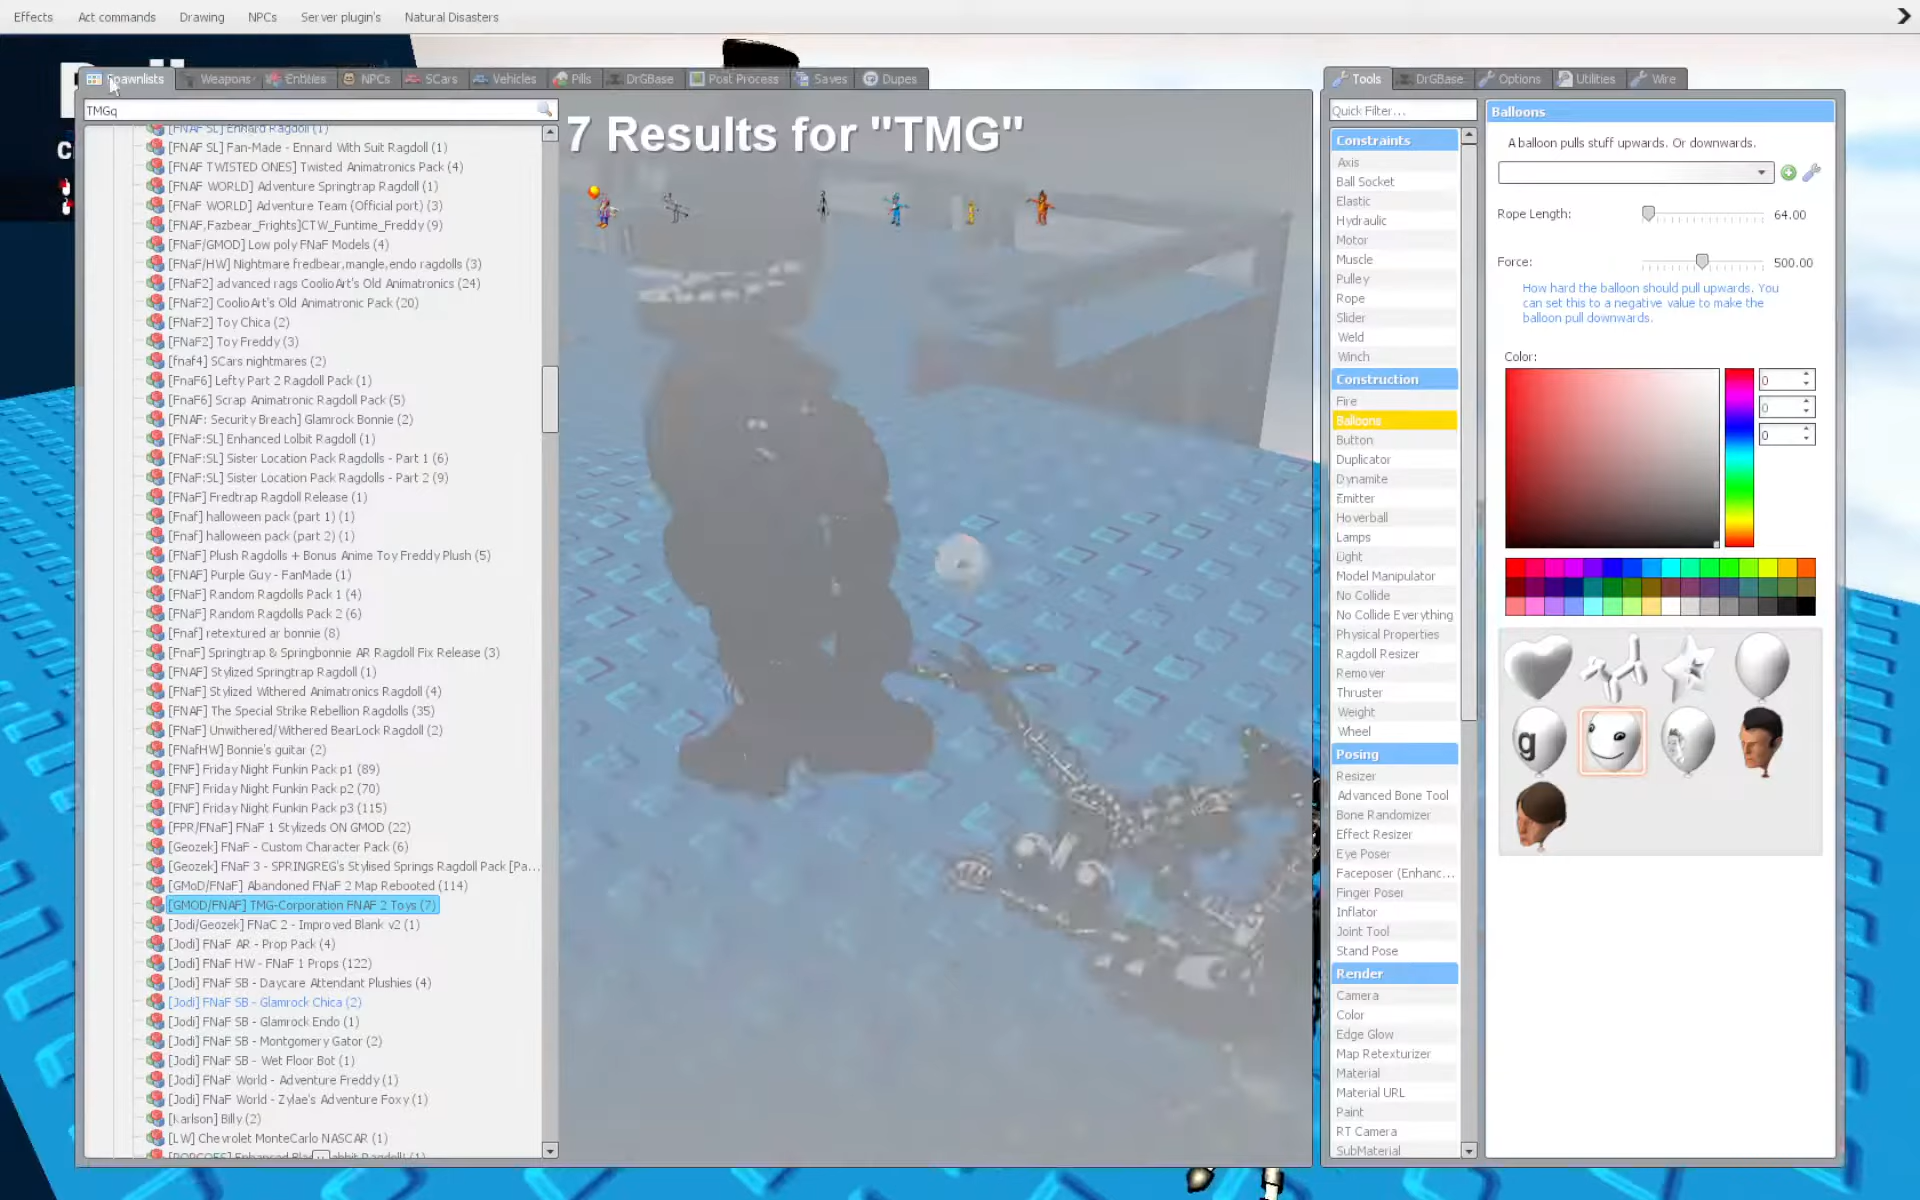 Effects Act commands Drawing NPCs Server plugin's Natural Disasters
Spawnlists Weapons Entities NPCs SCars Vehicles Pills DrGBase Post Process Saves Dupes
TMGq
[FNAF SL] Ennard Ragdoll (1)
[FNAF SL] Fan-Made - Ennard With Suit Ragdoll (1)
[FNAF TWISTED ONES] Twisted Animatronics Pack (4)
[FNAF WORLD] Adventure Springtrap Ragdoll (1)
[FNAF WORLD] Adventure Team (Official port) (3)
[FNAF,Fazbear_Frights]CTW_Funtime_Freddy (9)
[FNaF/GMOD] Low poly FNaF Models (4)
[FNaF/HW] Nightmare fredbear,mangle,endo ragdolls (3)
[FNaF2] advanced rags CoolioArt's Old Animatronics (24)
[FNaF2] CoolioArt's Old Animatronic Pack (20)
[FNaF2] Toy Chica (2)
[FNaF2] Toy Freddy (3)
[fnaf4] SCars nightmares (2)
[FnaF6] Lefty Part 2 Ragdoll Pack (1)
[FnaF6] Scrap Animatronic Ragdoll Pack (5)
[FNAF: Security Breach] Glamrock Bonnie (2)
[FNaF:SL] Enhanced Lolbit Ragdoll (1)
[FNaF:SL] Sister Location Pack Ragdolls - Part 1 (6)
[FNaF:SL] Sister Location Pack Ragdolls - Part 2 (9)
[FNaF] Fredtrap Ragdoll Release (1)
[Fnaf] halloween pack (part 1) (1)
[Fnaf] halloween pack (part 2) (1)
[FNaF] Plush Ragdolls + Bonus Anime Toy Freddy Plush (5)
[FNAF] Purple Guy - FanMade (1)
[FNaF] Random Ragdolls Pack 1 (4)
[FNaF] Random Ragdolls Pack 2 (6)
[Fnaf] retextured ar bonnie (8)
[FnaF] Springtrap & Springbonnie AR Ragdoll Fix Release (3)
[FNAF] Stylized Springtrap Ragdoll (1)
[FNaF] Stylized Withered Animatronics Ragdoll (4)
[FNAF] The Special Strike Rebellion Ragdolls (35)
[FNaF] Unwithered/Withered BearLock Ragdoll (2)
[FNafHW] Bonnie's guitar (2)
[FNF] Friday Night Funkin Pack p1 (89)
[FNF] Friday Night Funkin Pack p2 (70)
[FNF] Friday Night Funkin Pack p3 (115)
[FPR/FNaF] FNaF 1 Stylizeds ON GMOD (22)
[Geozek] FNaF - Custom Character Pack (6)
[Geozek] FNaF 3 - SPRINGREG's Stylised Springs Ragdoll Pack [Pa...
[GMoD/FNaF] Abandoned FNaF 2 Map Rebooted (114)
[GMOD/FNAF] TMG-Corporation FNAF 2 Toys (7)
[Jodi/Geozek] FNaC 2 - Improved Blank v2 (1)
[Jodi] FNaF AR - Prop Pack (4)
[Jodi] FNaF HW - FNaF 1 Props (122)
[Jodi] FNaF SB - Daycare Attendant Plushies (4)
[Jodi] FNaF SB - Glamrock Chica (2)
[Jodi] FNaF SB - Glamrock Endo (1)
[Jodi] FNaF SB - Montgomery Gator (2)
[Jodi] FNaF SB - Wet Floor Bot (1)
[Jodi] FNaF World - Adventure Freddy (1)
[Jodi] FNaF World - Zylae's Adventure Foxy (1)
[Karlson] Billy (2)
[LW] Chevrolet MonteCarlo NASCAR (1)
7 Results for "TMG"
Tools DrGBase Options Utilities Wire
Quick Filter...
Constraints
Axis
Ball Socket
Elastic
Hydraulic
Motor
Muscle
Pulley
Rope
Slider
Weld
Winch
Construction
Fire
Balloons
Button
Duplicator
Dynamite
Emitter
Hoverball
Lamps
Light
Model Manipulator
No Collide
No Collide Everything
Physical Properties
Ragdoll Resizer
Remover
Thruster
Weight
Wheel
Posing
Resizer
Advanced Bone Tool
Bone Randomizer
Effect Resizer
Eye Poser
Faceposer (Enhanc...
Finger Poser
Inflator
Joint Tool
Stand Pose
Render
Camera
Color
Edge Glow
Map Retexturizer
Material
Material URL
Paint
RT Camera
SubMaterial
Balloons
A balloon pulls stuff upwards. Or downwards.
Rope Length: 64.00
Force: 500.00
How hard the balloon should pull upwards. You
can set this to a negative value to make the
balloon pull downwards.
Color:
0
0
0
g